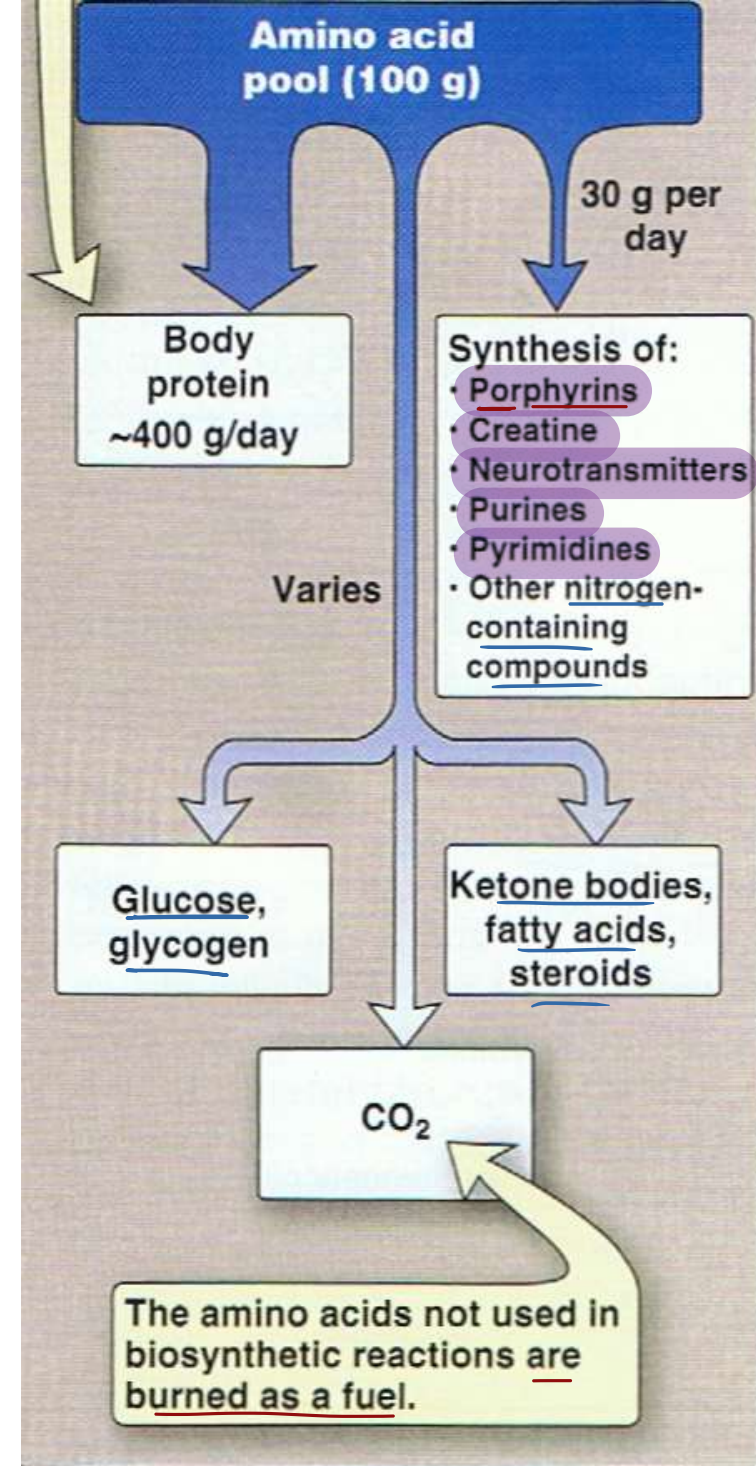 Amino acid
pool (100 g)
30 g per
day
Body
protein
~400 g/day
Synthesis of:
· Porphyrins
· Creatine
· Neurotransmitters
· Purines
· Pyrimidines
· Other nitrogen-
containing
compounds
Varies
Glucose,
glycogen
Ketone bodies,
fatty acids,
steroids
CO₂
The amino acids not used in
biosynthetic reactions are
burned as a fuel.